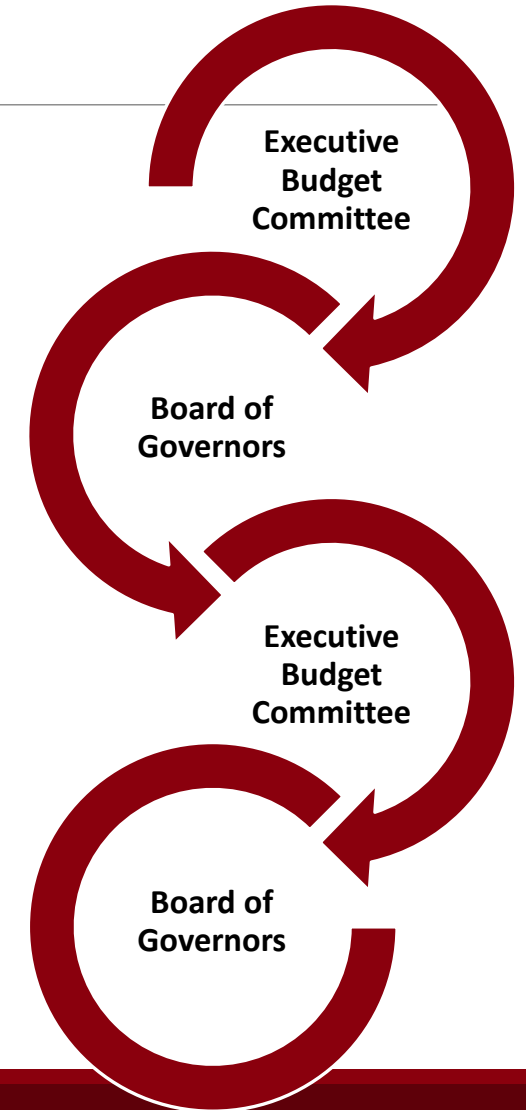 Executive
Budget
Committee
Board of
Governors
Executive
Budget
Committee
Board of
Governors